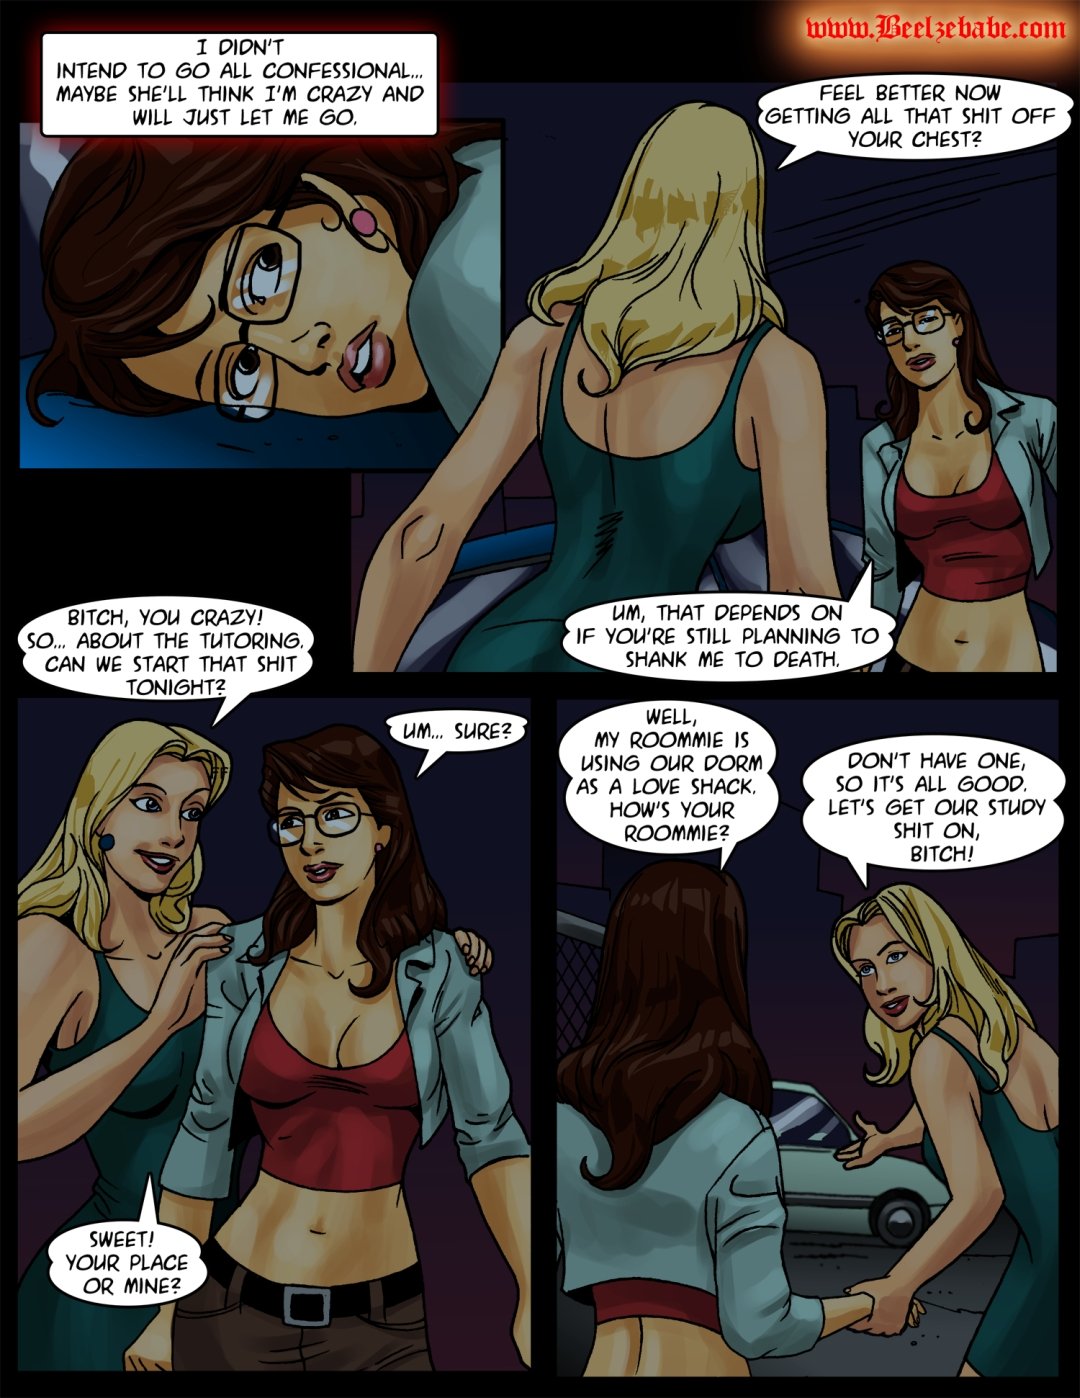 www.Beelzebabe.com
I DIDN'T
INTEND TO GO ALL CONFESSIONAL...
MAYBE SHE'LL THINK I'M CRAZY AND
WILL JUST LET ME GO.
FEEL BETTER NOW
GETTING ALL THAT SHIT OFF
YOUR CHEST?
UM, THAT DEPENDS ON
IF YOU'RE STILL PLANNING TO
SHANK ME TO DEATH.
BITCH, YOU CRAZY!
SO... ABOUT THE TUTORING.
CAN WE START THAT SHIT
TONIGHT?
UM... SURE?
SWEET!
YOUR PLACE
OR MINE?
WELL,
MY ROOMMIE IS
USING OUR DORM
AS A LOVE SHACK.
HOW'S YOUR
ROOMMIE?
DON'T HAVE ONE,
SO IT'S ALL GOOD.
LET'S GET OUR STUDY
SHIT ON,
BITCH!